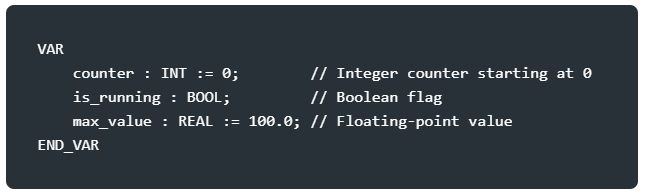 VAR
    counter : INT := 0;         // Integer counter starting at 0
    is_running : BOOL;          // Boolean flag
    max_value : REAL := 100.0; // Floating-point value
END_VAR